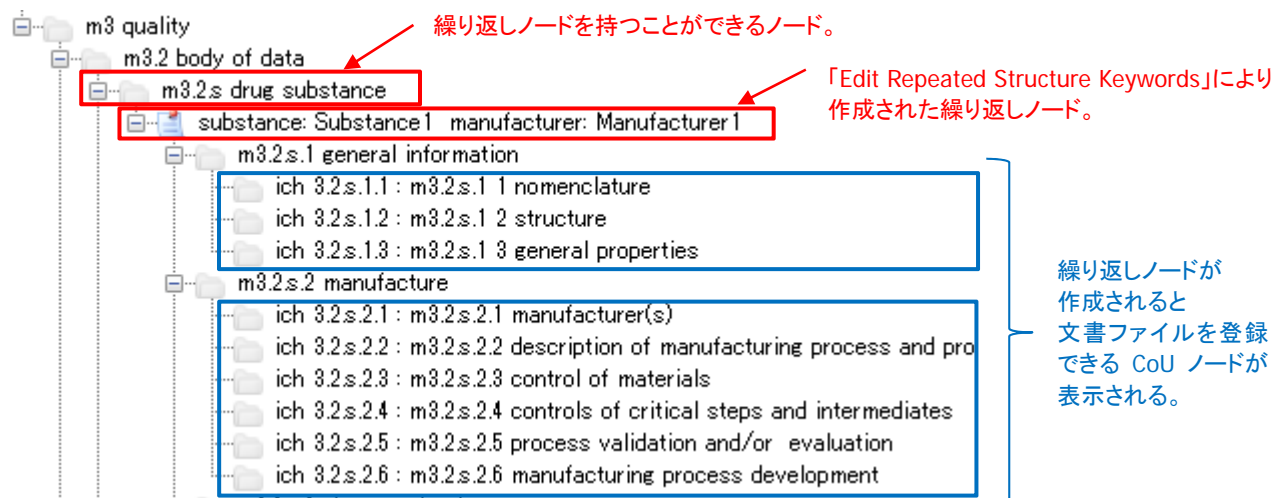 m3 quality
繰り返しノードを持つことができるノード。
m3.2 body of data
m3.2.s drug substance
「Edit Repeated Structure Keywords」により
作成された繰り返しノード。
substance: Substance1 manufacturer: Manufacturer1
m3.2.s.1 general information
ich 3.2.s.1.1 : m3.2.s.1 1 nomenclature
ich 3.2.s.1.2 : m3.2.s.1 2 structure
ich 3.2.s.1.3 : m3.2.s.1 3 general properties
m3.2.s.2 manufacture
ich 3.2.s.2.1 : m3.2.s.2.1 manufacturer(s)
ich 3.2.s.2.2 : m3.2.s.2.2 description of manufacturing process and pro
ich 3.2.s.2.3 : m3.2.s.2.3 control of materials
ich 3.2.s.2.4 : m3.2.s.2.4 controls of critical steps and intermediates
ich 3.2.s.2.5 : m3.2.s.2.5 process validation and/or evaluation
ich 3.2.s.2.6 : m3.2.s.2.6 manufacturing process development
繰り返しノードが
作成されると
文書ファイルを登録
できる CoU ノードが
表示される。